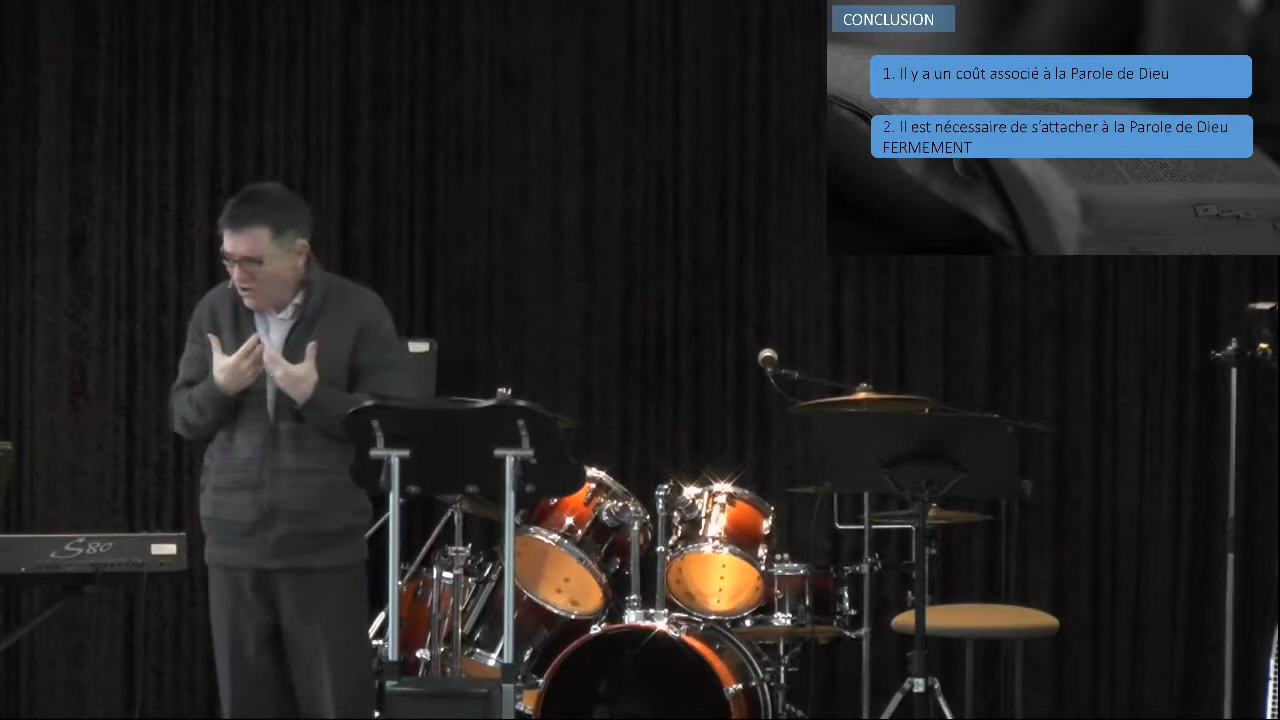 CONCLUSION
1. Il y a un coût associé à la Parole de Dieu
2. Il est nécessaire de s'attacher à la Parole de Dieu
FERMEMENT
S80